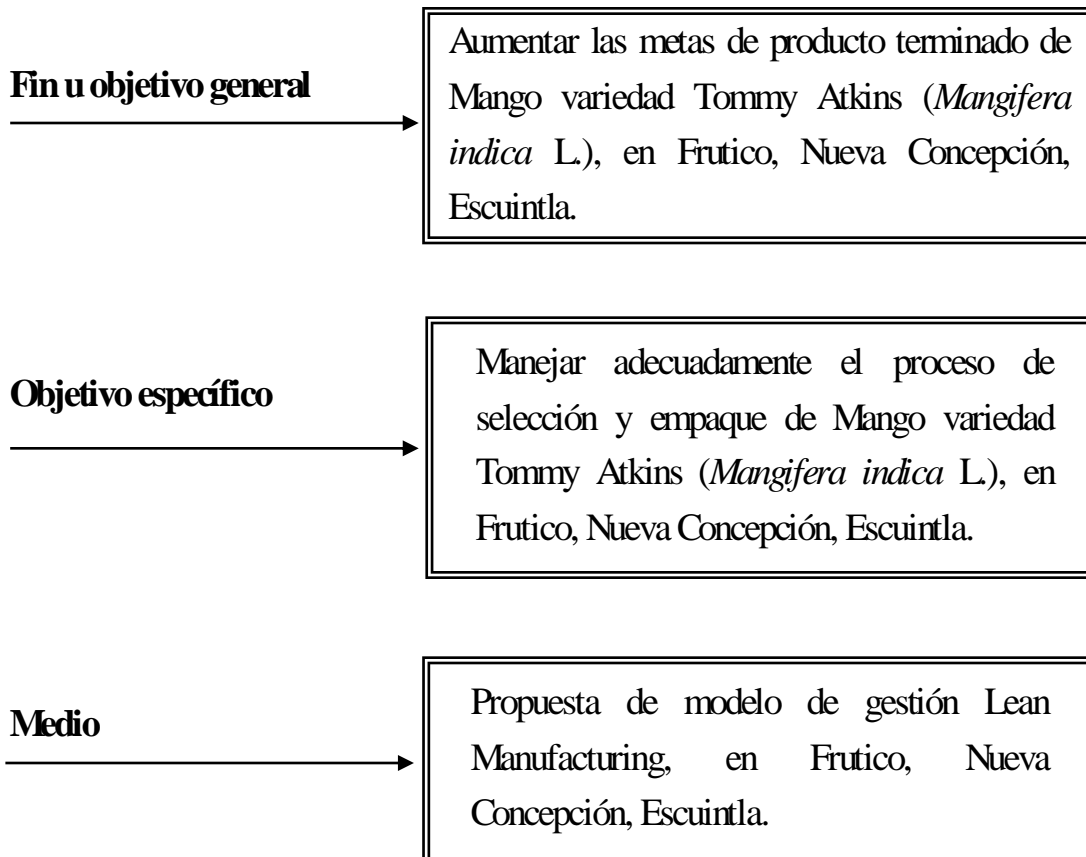 Fin u objetivo general
Aumentar las metas de producto terminado de
Mango variedad Tommy Atkins (Mangifera
indica L.), en Frutico, Nueva Concepción,
Escuintla.
Objetivo específico
Manejar adecuadamente el proceso de
selección y empaque de Mango variedad
Tommy Atkins (Mangifera indica L.), en
Frutico, Nueva Concepción, Escuintla.
Medio
Propuesta de modelo de gestión Lean
Manufacturing, en Frutico, Nueva
Concepción, Escuintla.